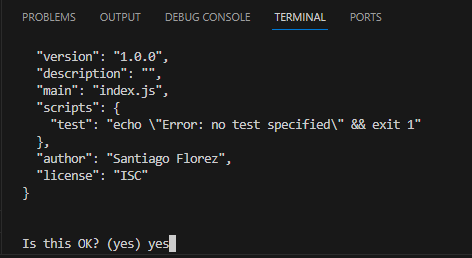 PROBLEMS OUTPUT DEBUG CONSOLE TERMINAL PORTS
"version": "1.0.0",
"description": "",
"main": "index.js",
"scripts": {
"test": "echo \"Error: no test specified\" && exit 1"
},
"author": "Santiago Florez",
"license": "ISC"
}
Is this OK? (yes) yes